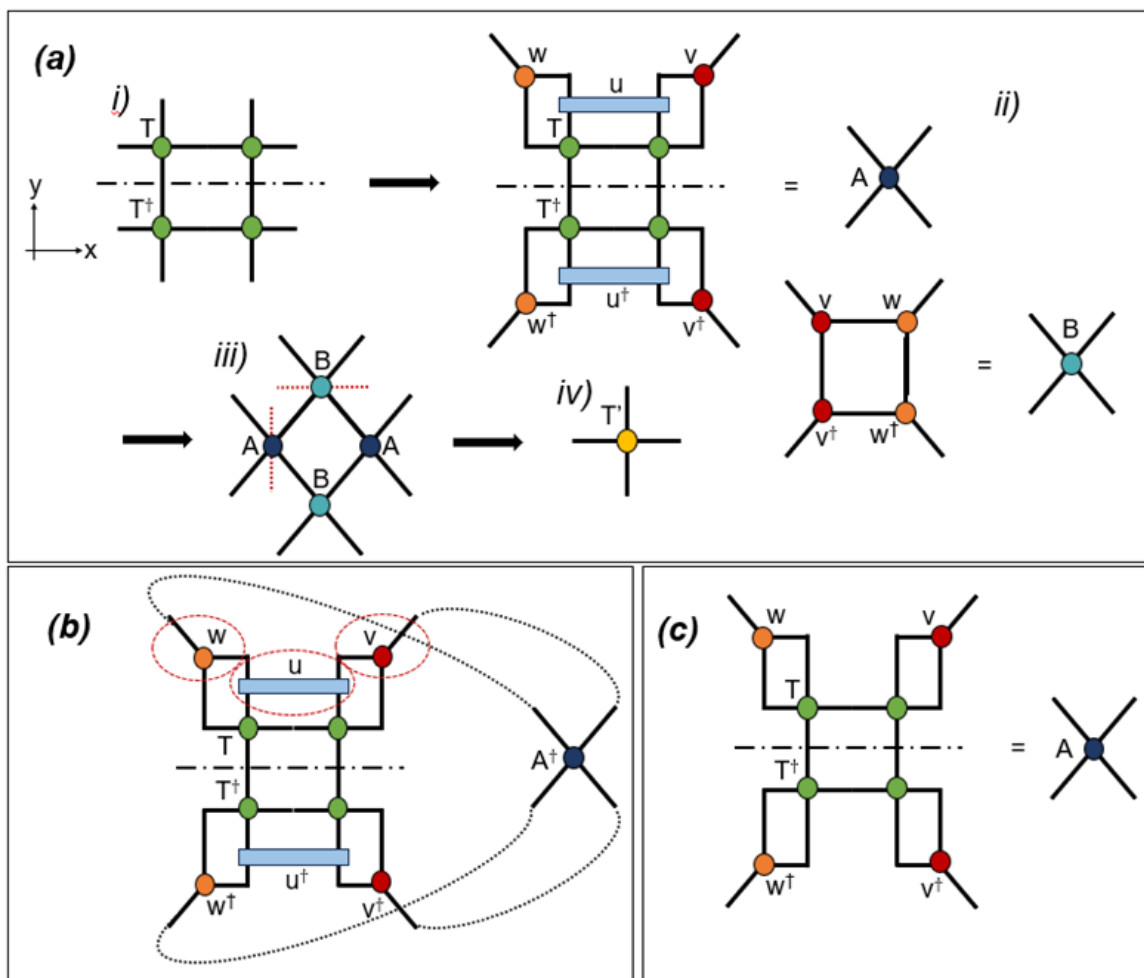 (a)
i)
T
T†
y
x
w
v
u
T
T†
u†
w†
v†
=
A
ii)
v
w
v†
w†
=
B
iii)
B
A
A
B
iv)
T'
(b)
w
v
u
T
T†
u†
w†
v†
A†
(c)
w
v
T
T†
w†
v†
=
A